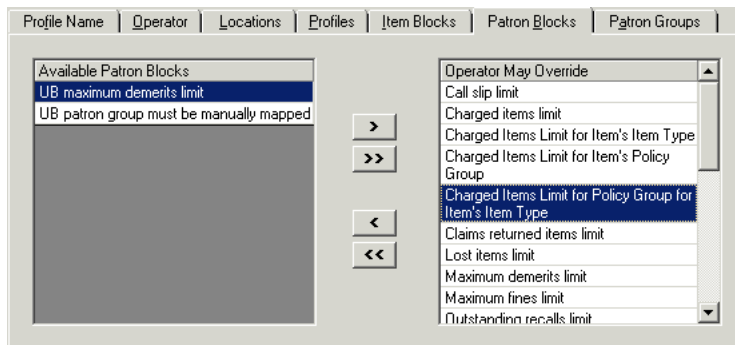 Profile Name
Operator
Locations
Profiles
Item Blocks
Patron Blocks
Patron Groups
Available Patron Blocks
UB maximum demerits limit
UB patron group must be manually mapped
>
>>
<
<<
Operator May Override
Call slip limit
Charged items limit
Charged Items Limit for Item's Item Type
Charged Items Limit for Item's Policy
Group
Charged Items Limit for Policy Group for
Item's Item Type
Claims returned items limit
Lost items limit
Maximum demerits limit
Maximum fines limit
Outstanding recalls limit